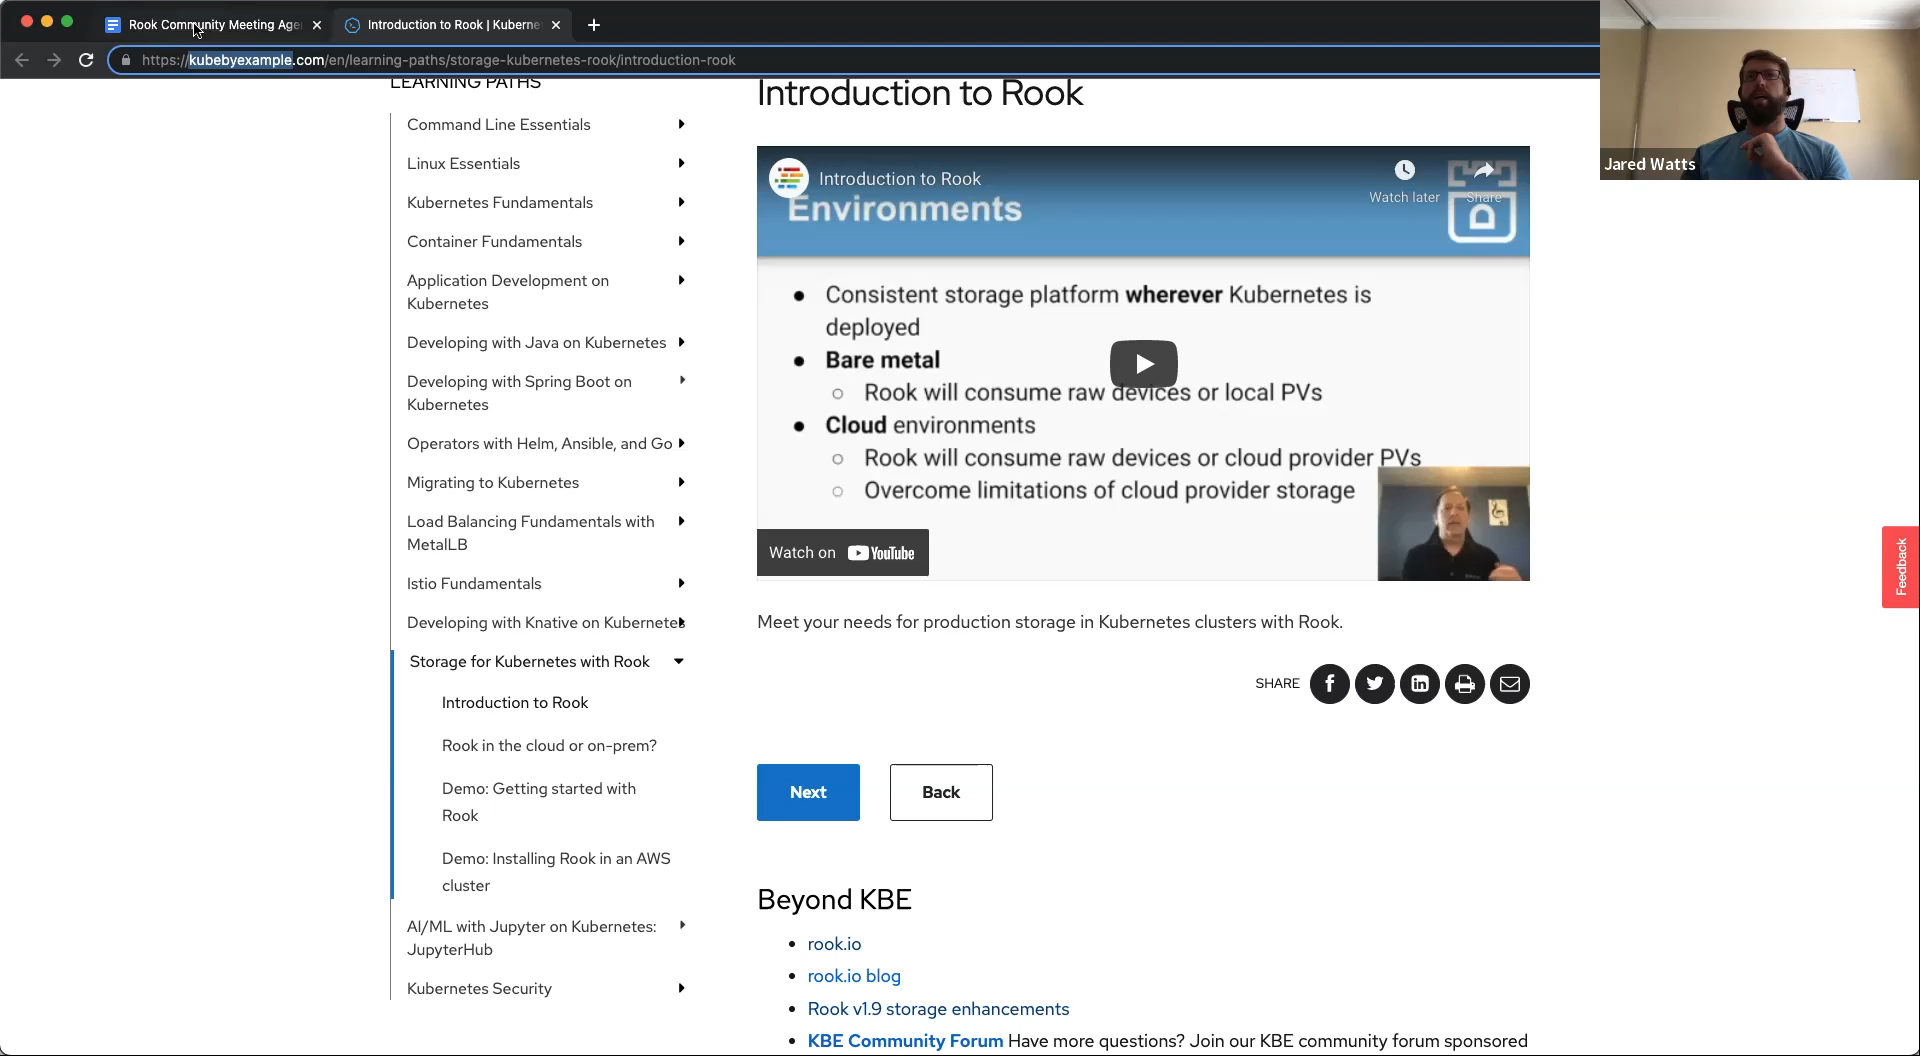 Rook Community Meeting Age
Introduction to Rook | Kuberne
https://kubebyexample.com/en/learning-paths/storage-kubernetes-rook/introduction-rook
Jared Watts
LEARNING PATHS
Command Line Essentials
Linux Essentials
Kubernetes Fundamentals
Container Fundamentals
Application Development on
Kubernetes
Developing with Java on Kubernetes
Developing with Spring Boot on
Kubernetes
Operators with Helm, Ansible, and Go
Migrating to Kubernetes
Load Balancing Fundamentals with
MetalLB
Istio Fundamentals
Developing with Knative on Kubernetes
Storage for Kubernetes with Rook
Introduction to Rook
Rook in the cloud or on-prem?
Demo: Getting started with
Rook
Demo: Installing Rook in an AWS
cluster
AI/ML with Jupyter on Kubernetes:
JupyterHub
Kubernetes Security
Introduction to Rook
Introduction to Rook
Watch later
Share
Environments
Consistent storage platform wherever Kubernetes is
deployed
Bare metal
Rook will consume raw devices or local PVs
Cloud environments
Rook will consume raw devices or cloud provider PVs
Overcome limitations of cloud provider storage
Watch on YouTube
Meet your needs for production storage in Kubernetes clusters with Rook.
SHARE
Next
Back
Beyond KBE
rook.io
rook.io blog
Rook v1.9 storage enhancements
KBE Community Forum Have more questions? Join our KBE community forum sponsored
Feedback